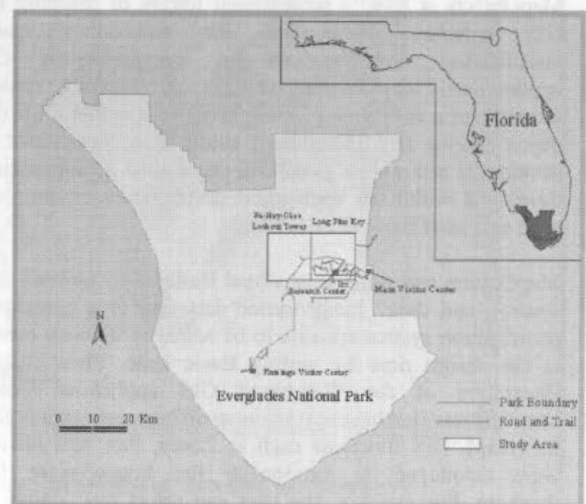 Florida
Pa-Hay-Okee Long Pine Key
Lookout Tower
Main Visitor Center
Research Center
N
Flamingo Visitor Center
Everglades National Park
0 10 20 Km
Park Boundary
Road and Trail
Study Area